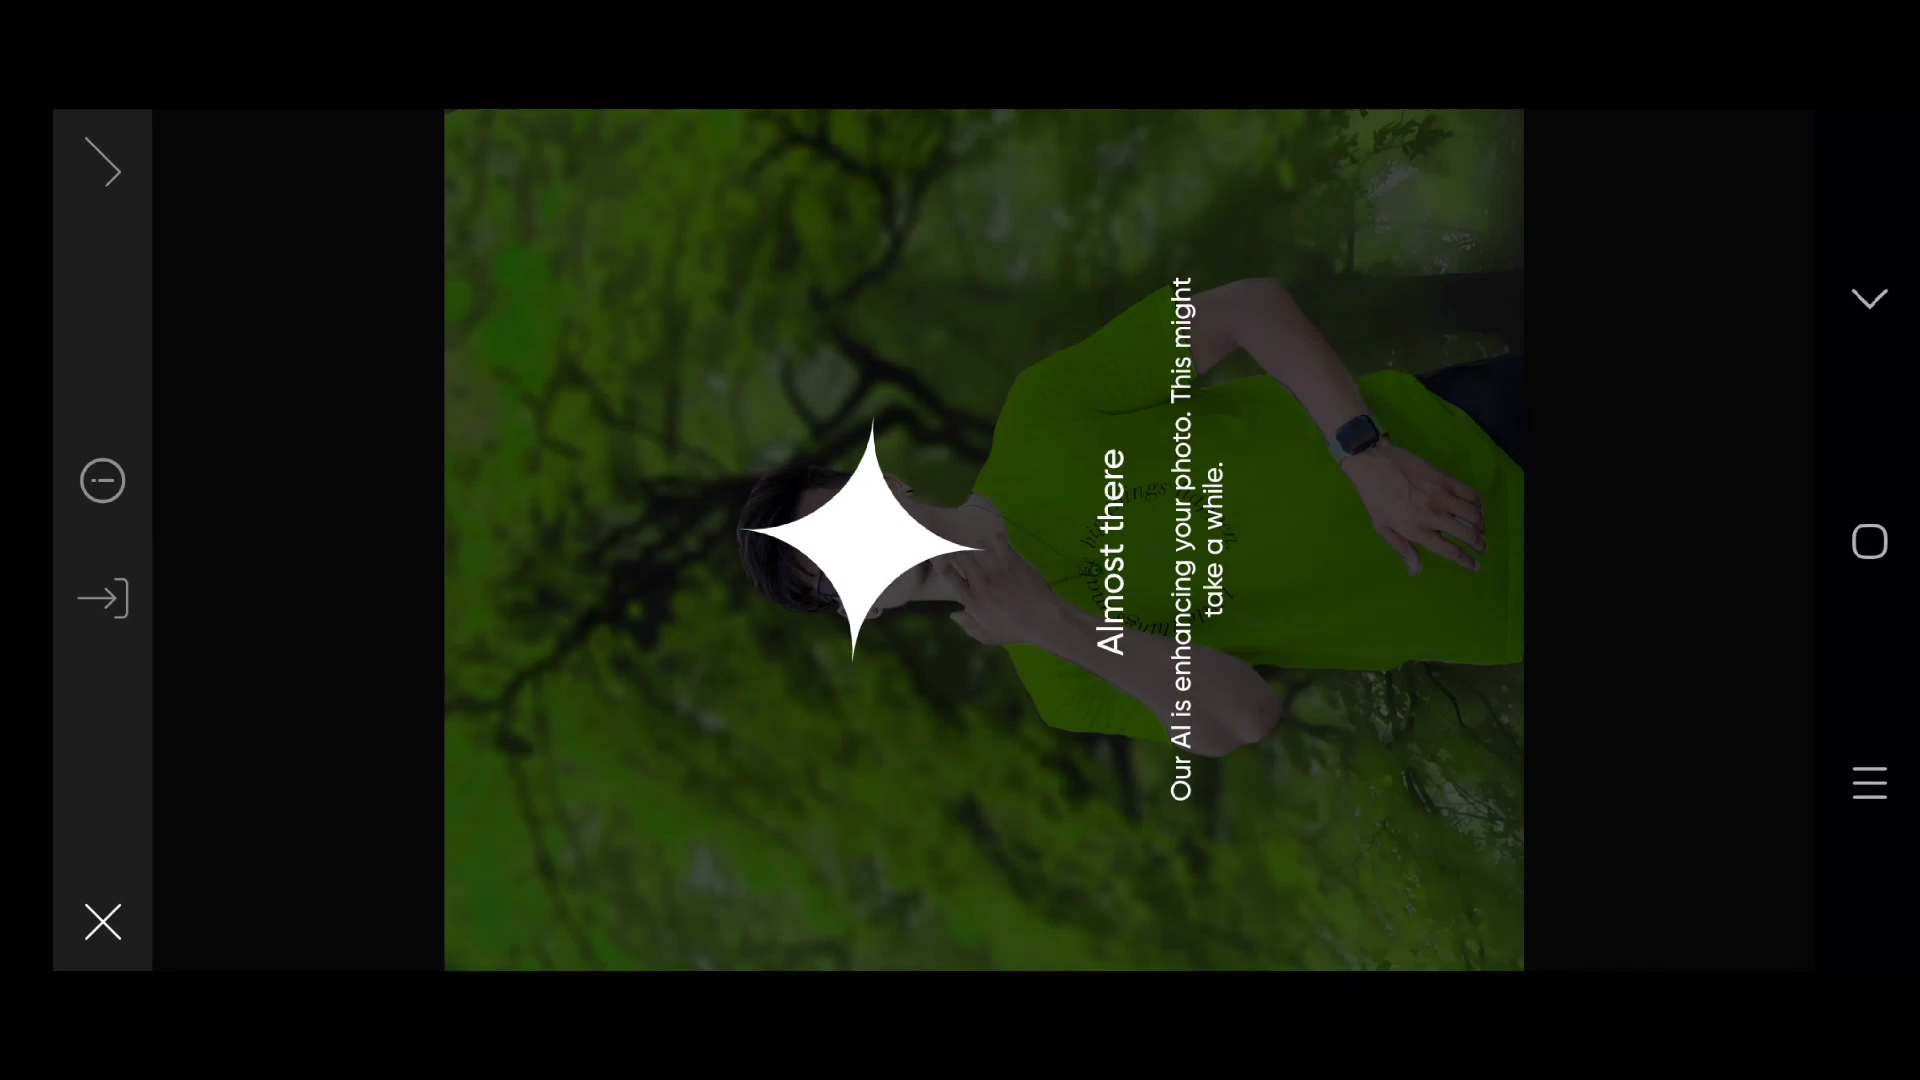 Almost there
Our AI is enhancing your photo. This might
take a while.